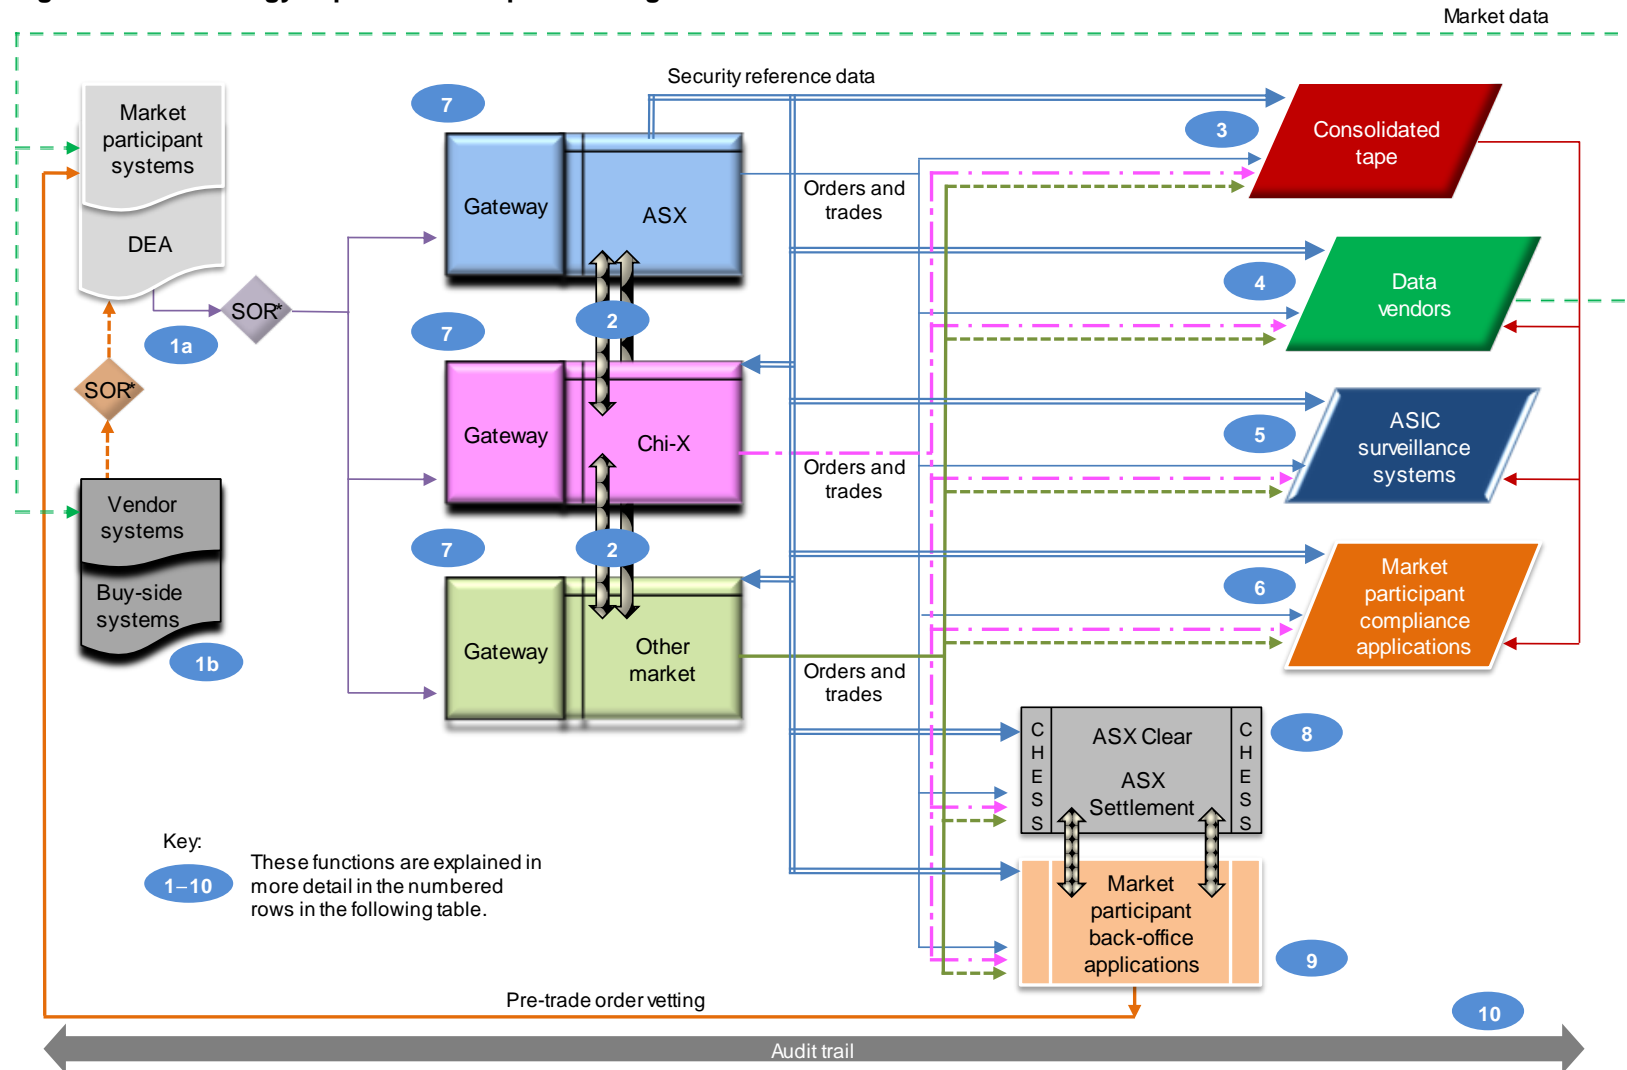 Market data
Security reference data
Market
participant
systems
DEA
SOR*
1a
SOR*
Vendor
systems
Buy-side
systems
1b
7
Gateway
ASX
2
7
Gateway
Chi-X
2
7
Gateway
Other
market
Orders and
trades
Orders and
trades
Orders and
trades
3
Consolidated
tape
4
Data
vendors
5
ASIC
surveillance
systems
6
Market
participant
compliance
applications
CHESS
ASX Clear
ASX
Settlement
CHESS
8
Market
participant
back-office
applications
9
Key:
1–10
These functions are explained in
more detail in the numbered
rows in the following table.
Pre-trade order vetting
10
Audit trail